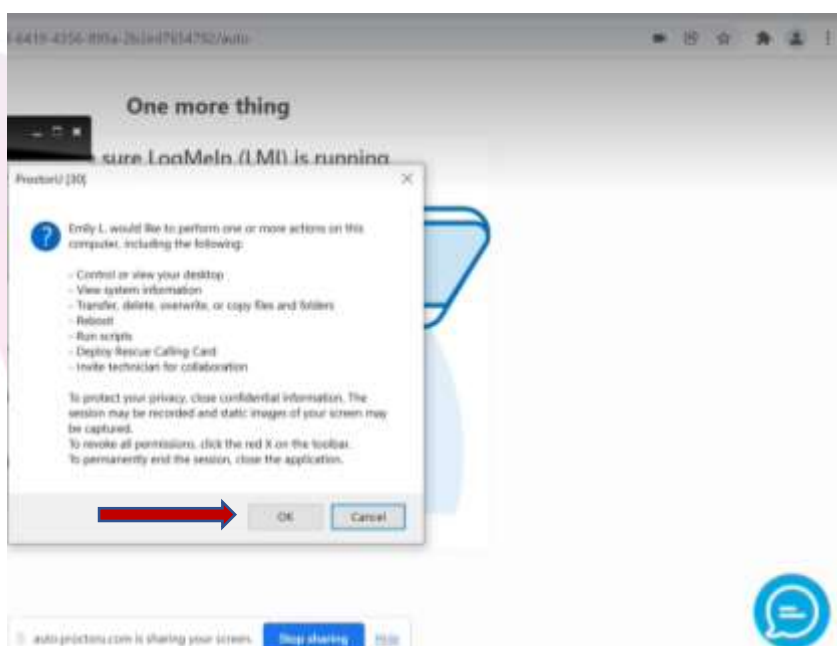 One more thing
sure LogMeIn (LMI) is running
ProctorU [30]
Emily L. would like to perform one or more actions on this
computer, including the following:
- Control or view your desktop
- View system information
- Transfer, delete, overwrite, or copy files and folders
- Reboot
- Run scripts
- Deploy Rescue Calling Card
- Invite technician for collaboration
To protect your privacy, close confidential information. The
session may be recorded and static images of your screen may
be captured.
To revoke all permissions, click the red X on the toolbar.
To permanently end the session, close the application.
OK
Cancel
auto.proctoru.com is sharing your screen.
Stop sharing
Hide